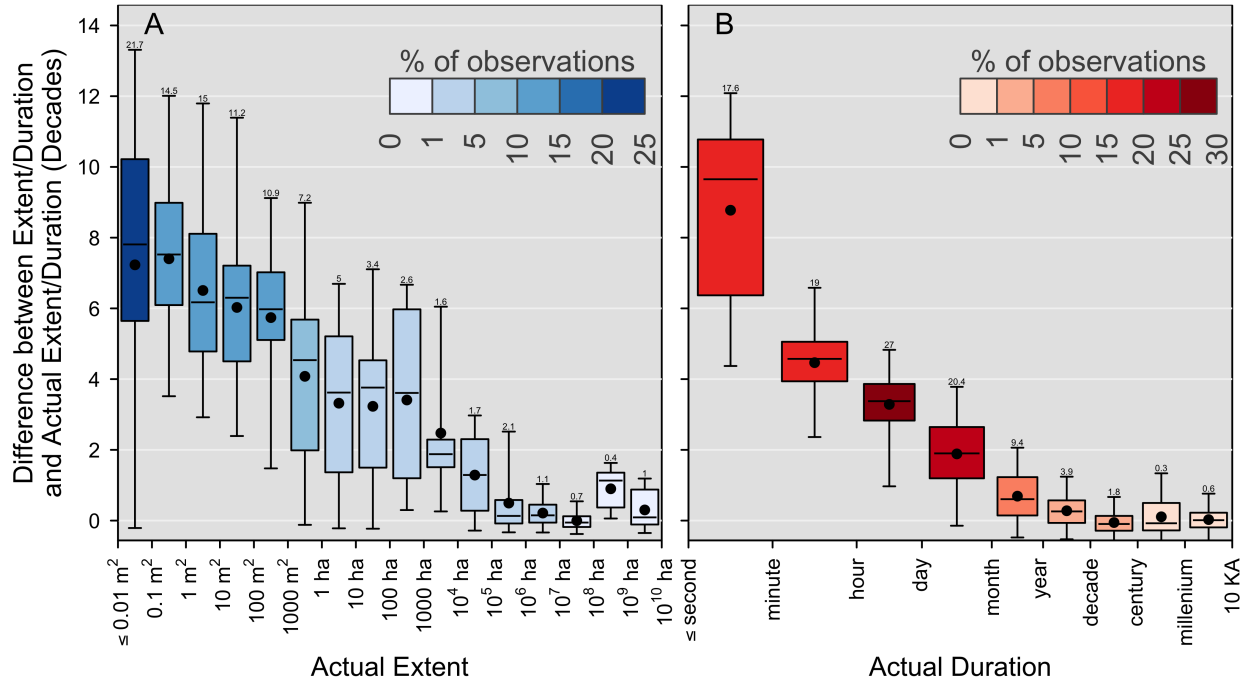 Difference between Extent/Duration
and Actual Extent/Duration (Decades)
14
12
10
8
6
4
2
0
A
% of observations
0 1 5 10 15 20 25
21.7 14.5 15 11.2 10.9 7.2 5 3.4 2.6 1.6 1.7 2.1 1.1 0.7 0.4 1
≤ 0.01 m² 0.1 m² 1 m² 10 m² 100 m² 1000 m² 1 ha 10 ha 100 ha 1000 ha 10⁴ ha 10⁵ ha 10⁶ ha 10⁷ ha 10⁸ ha 10⁹ ha 10¹⁰ ha
Actual Extent
B
% of observations
0 1 5 10 15 20 25 30
17.6 19 27 20.4 9.4 3.9 1.8 0.3 0.6
≤ second minute hour day month year decade century millenium 10 KA
Actual Duration